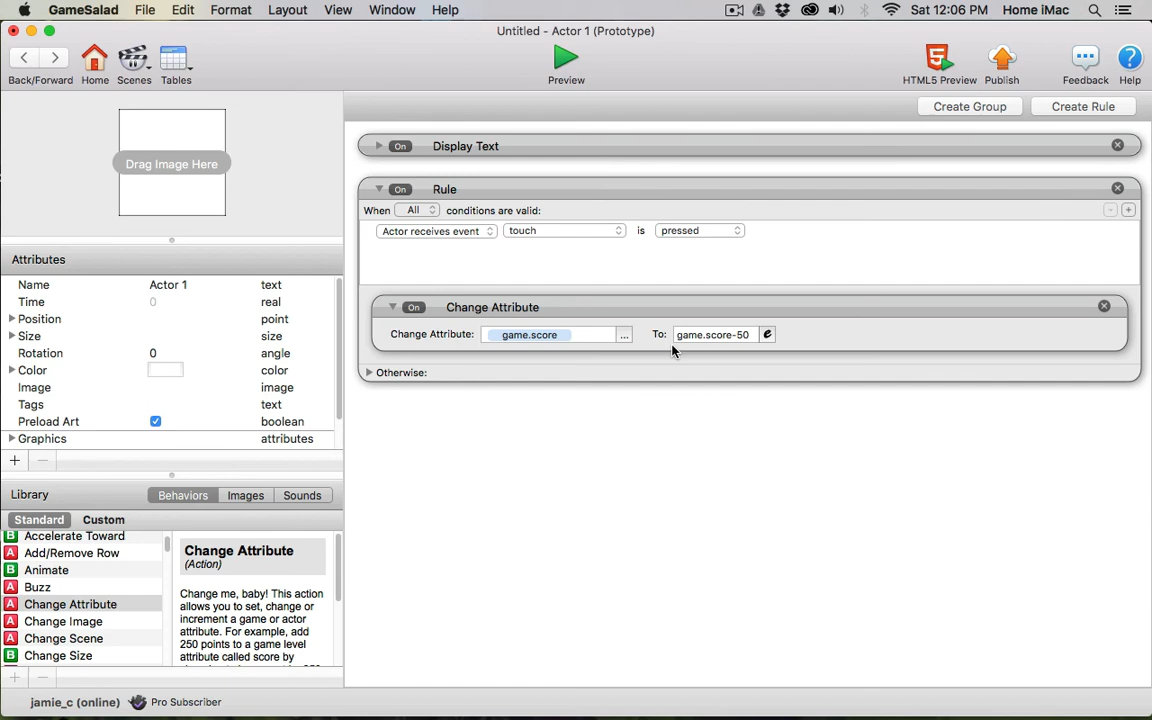 GameSalad File Edit Format Layout View Window Help Sat 12:06 PM Home iMac
Untitled - Actor 1 (Prototype)
Back/Forward Home Scenes Tables Preview HTML5 Preview Publish Feedback Help
Create Group Create Rule
Drag Image Here
On Display Text
On Rule
When All conditions are valid:
Actor receives event touch is pressed
On Change Attribute
Change Attribute: game.score ... To: game.score-50 e
Otherwise:
Attributes
Name Actor 1 text
Time 0 real
Position point
Size size
Rotation 0 angle
Color color
Image image
Tags text
Preload Art boolean
Graphics attributes
Library Behaviors Images Sounds
Standard Custom
B Accelerate Toward
A Add/Remove Row
B Animate
A Buzz
A Change Attribute
A Change Image
A Change Scene
B Change Size
Change Attribute
(Action)
Change me, baby! This action
allows you to set, change or
increment a game or actor
attribute. For example, add
250 points to a game level
attribute called score by
jamie_c (online) Pro Subscriber